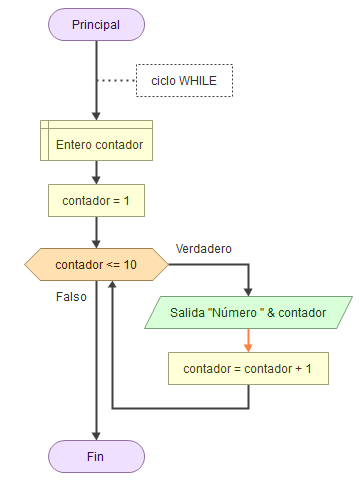 Principal
ciclo WHILE
Entero contador
contador = 1
contador <= 10
Verdadero
Falso
Salida "Número " & contador
contador = contador + 1
Fin